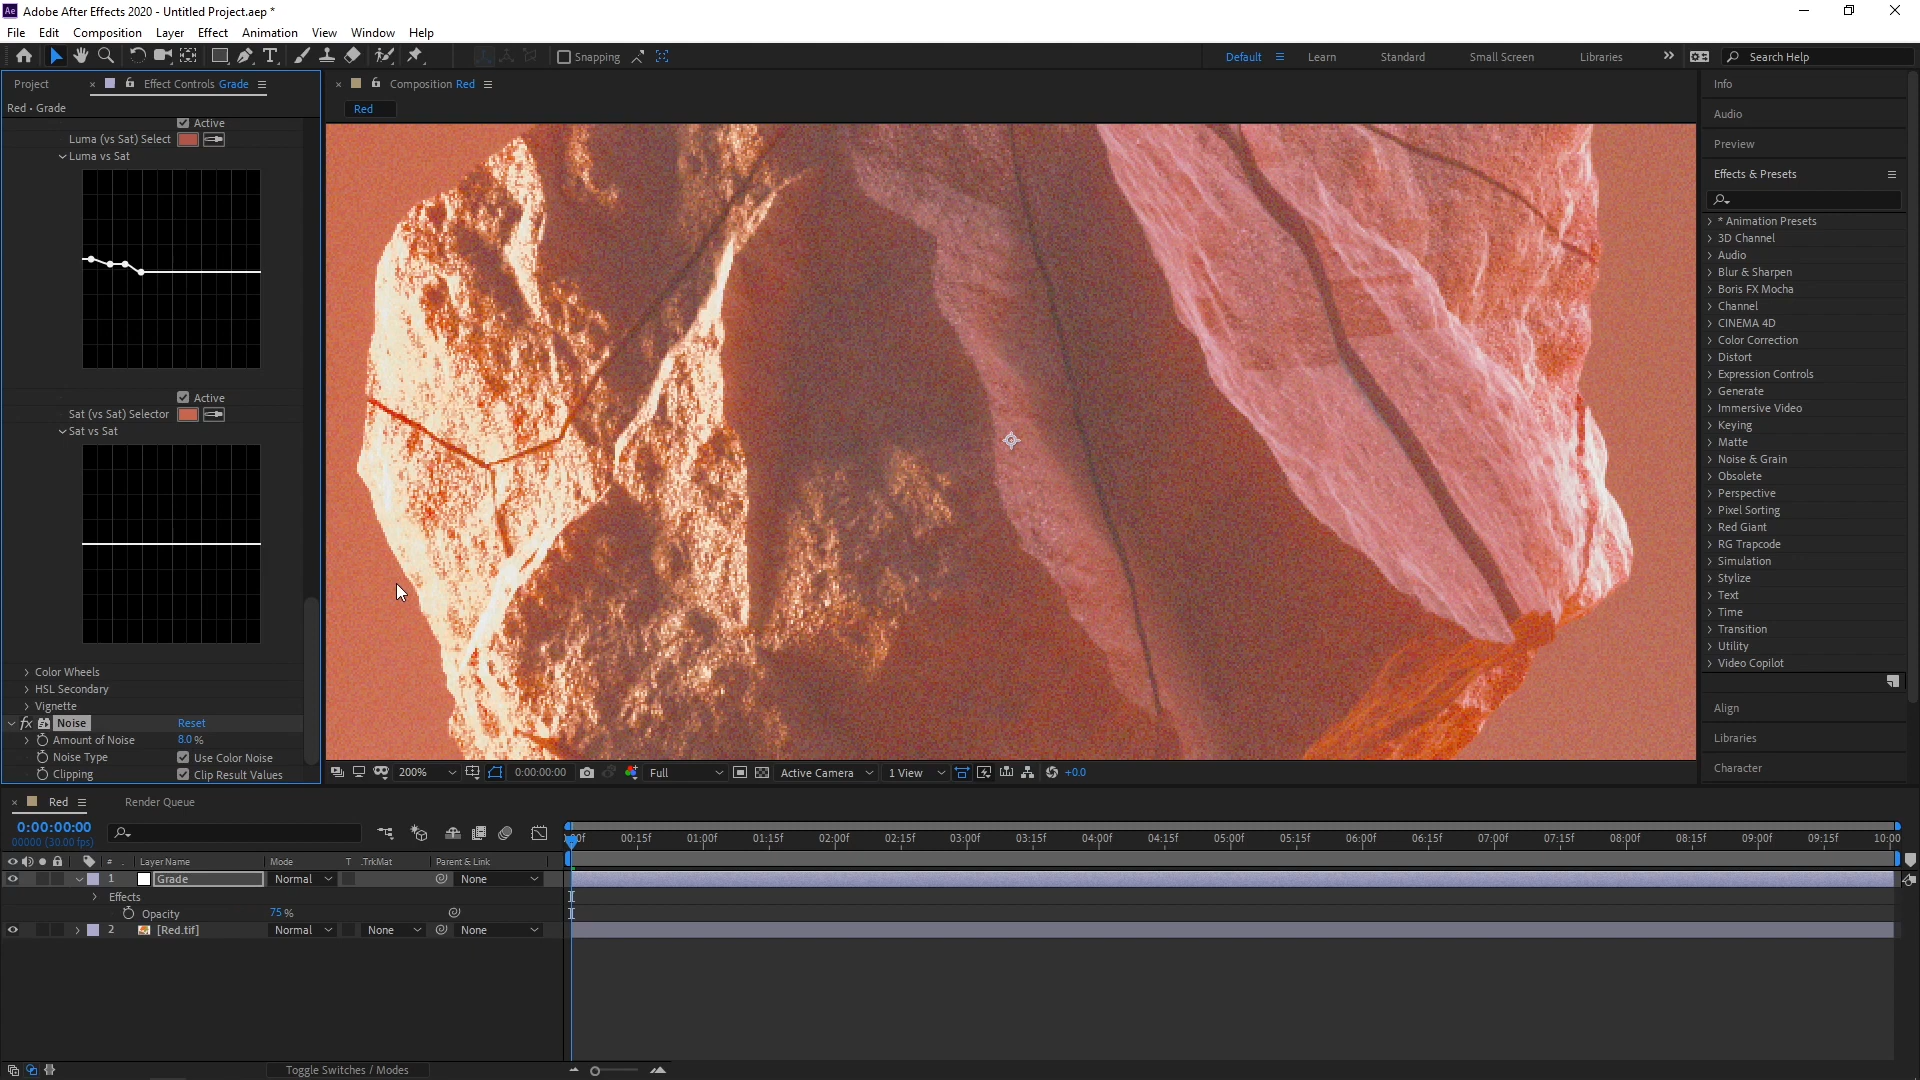 Ae Adobe After Effects 2020 - Untitled Project.aep *
File Edit Composition Layer Effect Animation View Window Help
Snapping
Default Learn Standard Small Screen Libraries Search Help
Project Effect Controls Grade
Composition Red
Red • Grade
Red
Active
Luma (vs Sat) Select
Luma vs Sat
Active
Sat (vs Sat) Selector
Sat vs Sat
Color Wheels
HSL Secondary
Vignette
fx Noise Reset
Amount of Noise 8.0 %
Noise Type Use Color Noise
Clipping Clip Result Values
200% 0:00:00:00 Full Active Camera 1 View +0.0
Info
Audio
Preview
Effects & Presets
* Animation Presets
3D Channel
Audio
Blur & Sharpen
Boris FX Mocha
Channel
CINEMA 4D
Color Correction
Distort
Expression Controls
Generate
Immersive Video
Keying
Matte
Noise & Grain
Obsolete
Perspective
Pixel Sorting
Red Giant
RG Trapcode
Simulation
Stylize
Text
Time
Transition
Utility
Video Copilot
Align
Libraries
Character
Red Render Queue
0:00:00:00
00000 (30.00 fps)
00:15f 01:00f 01:15f 02:00f 02:15f 03:00f 03:15f 04:00f 04:15f 05:00f 05:15f 06:00f 06:15f 07:00f 07:15f 08:00f 08:15f 09:00f 09:15f 10:00
# Layer Name Mode T .TrkMat Parent & Link
1 Grade Normal None
Effects
Opacity 75 %
2 [Red.tif] Normal None None
Toggle Switches / Modes